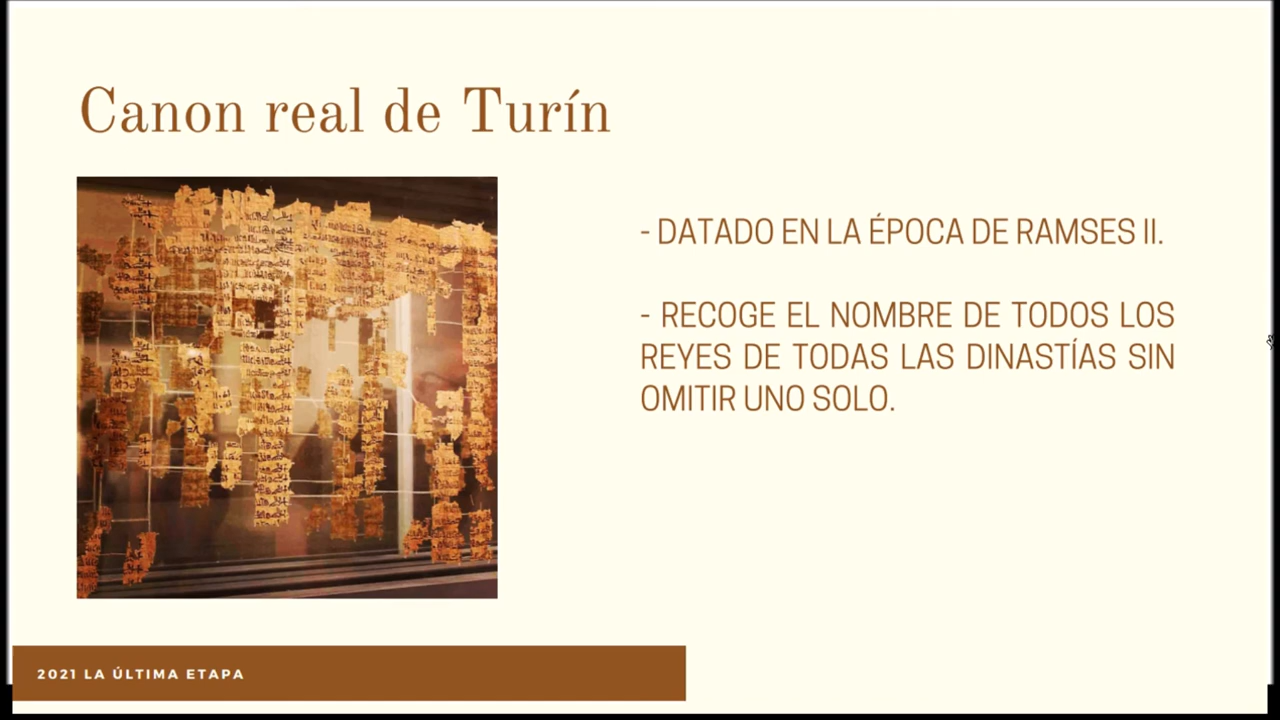 Canon real de Turín
- DATADO EN LA ÉPOCA DE RAMSES II.
- RECOGE EL NOMBRE DE TODOS LOS
REYES DE TODAS LAS DINASTÍAS SIN
OMITIR UNO SOLO.
2021 LA ÚLTIMA ETAPA